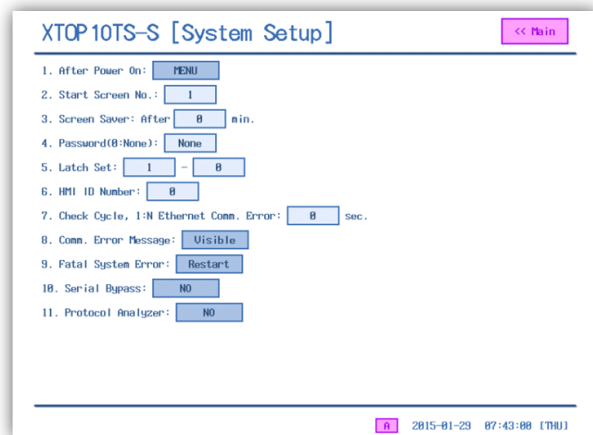 XTOP10TS-S [System Setup]
<< Main
1. After Power On: MENU
2. Start Screen No.: 1
3. Screen Saver: After 0 min.
4. Password(0:None): None
5. Latch Set: 1 - 0
6. HMI ID Number: 0
7. Check Cycle, 1:N Ethernet Comm. Error: 0 sec.
8. Comm. Error Message: Visible
9. Fatal System Error: Restart
10. Serial Bypass: NO
11. Protocol Analyzer: NO
A 2015-01-29 07:43:00 [THU]